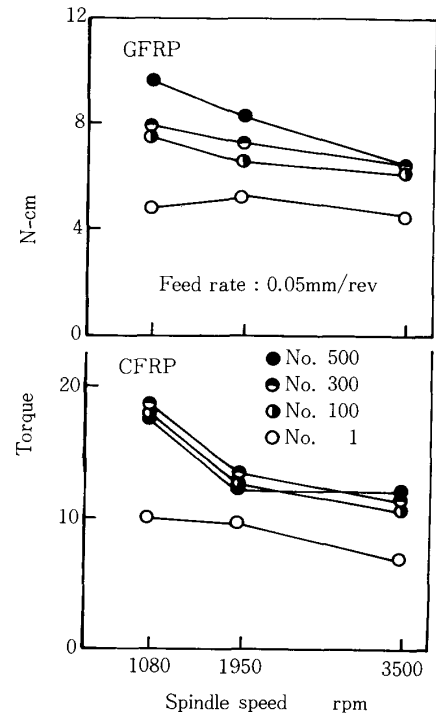 12
GFRP
8
N-cm
4
Feed rate : 0.05mm/rev
0
CFRP
No. 500
20
No. 300
No. 100
No. 1
Torque
10
0
1080 1950 3500
Spindle speed rpm